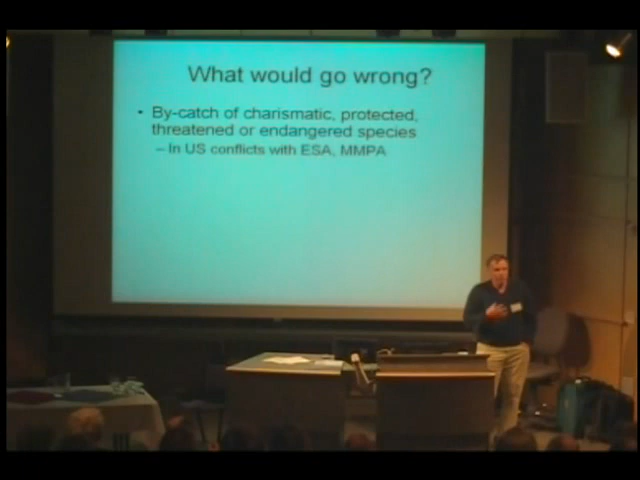 What would go wrong?
• By-catch of charismatic, protected,
threatened or endangered species
– In US conflicts with ESA, MMPA